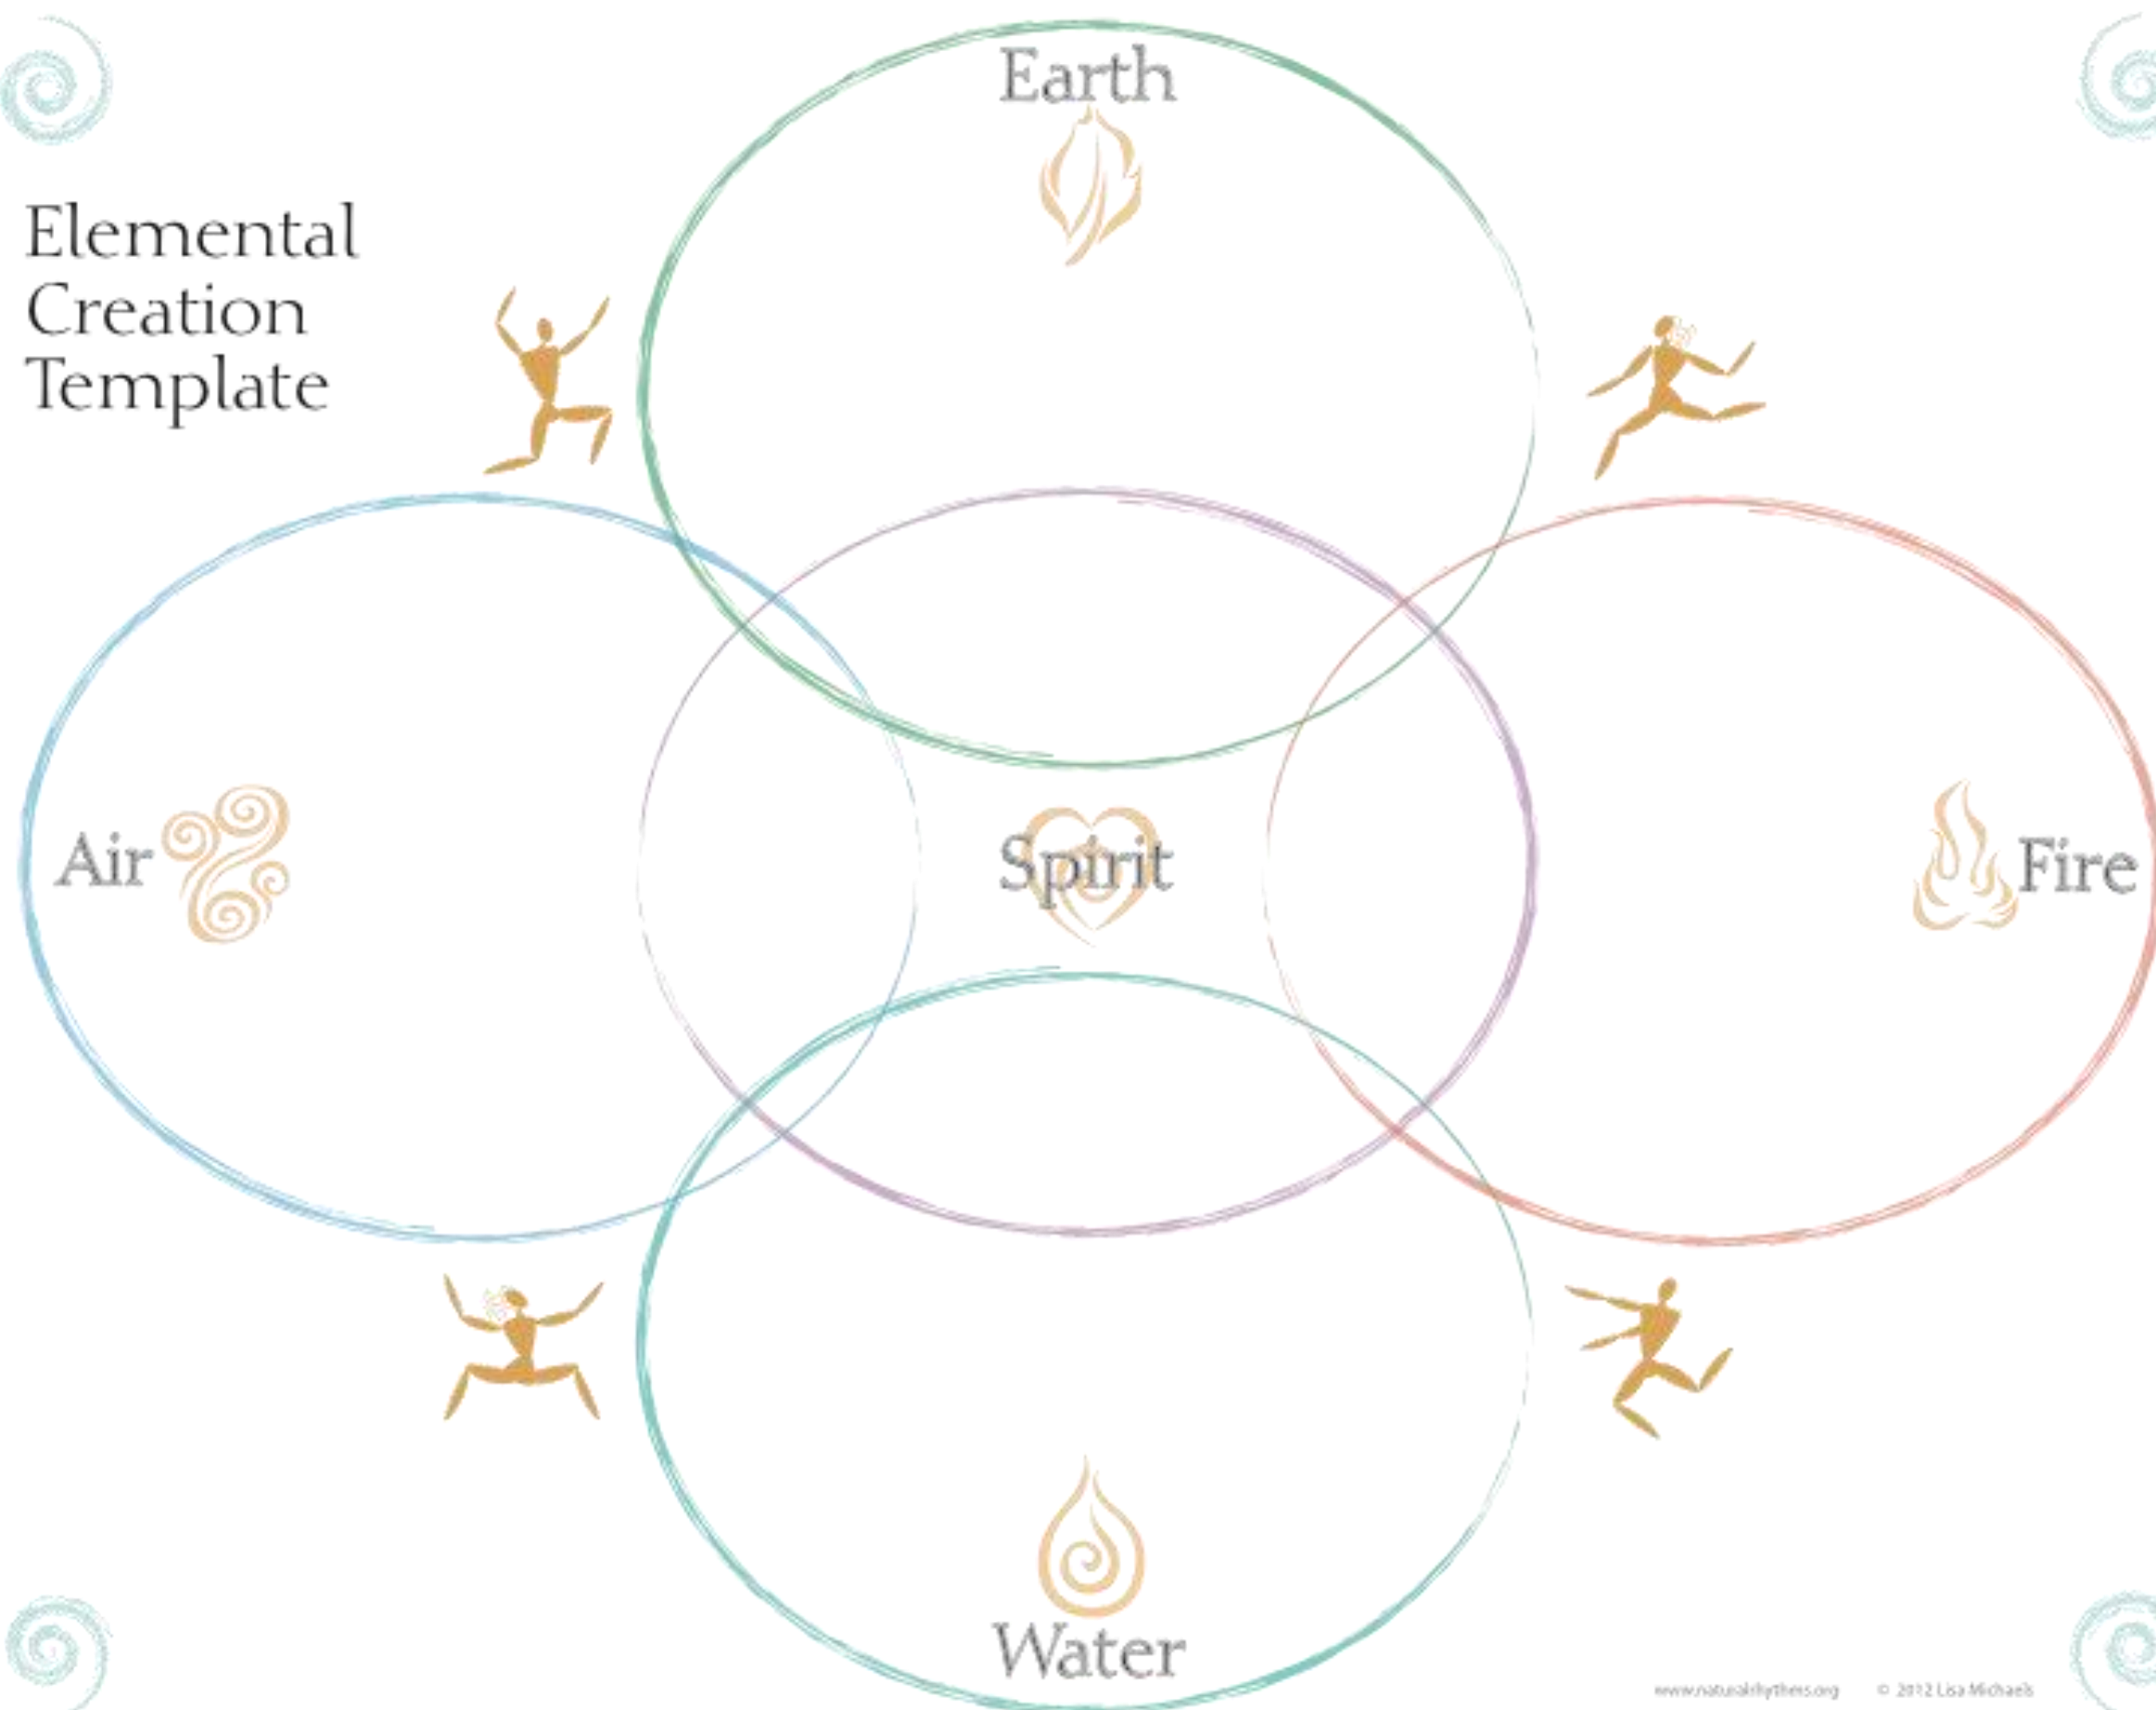 Earth
Elemental
Creation
Template
Air
Spirit
Fire
Water
www.naturalrhythms.org © 2012 Lisa Michaels